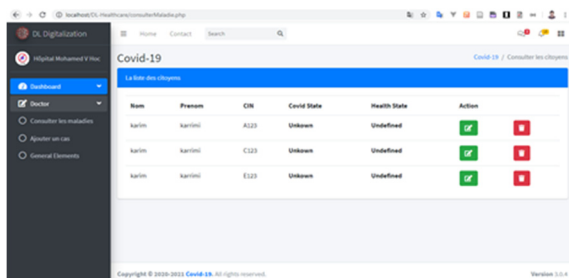 localhost/DL-Healthcare/consulterMaladie.php
DL Digitalization
Home Contact Search
Hôpital Mohamed V Hoc
Covid-19
Covid-19 / Consulter les citoyens
Dashboard
La liste des citoyens
Doctor
Consulter les maladies
Ajouter un cas
General Elements
Nom Prenom CIN Covid State Health State Action
karim karrimi A123 Unkown Undefined
karim karrimi C123 Unkown Undefined
karim karrimi E123 Unkown Undefined
Copyright © 2020-2021 Covid-19. All rights reserved.
Version 3.0.4